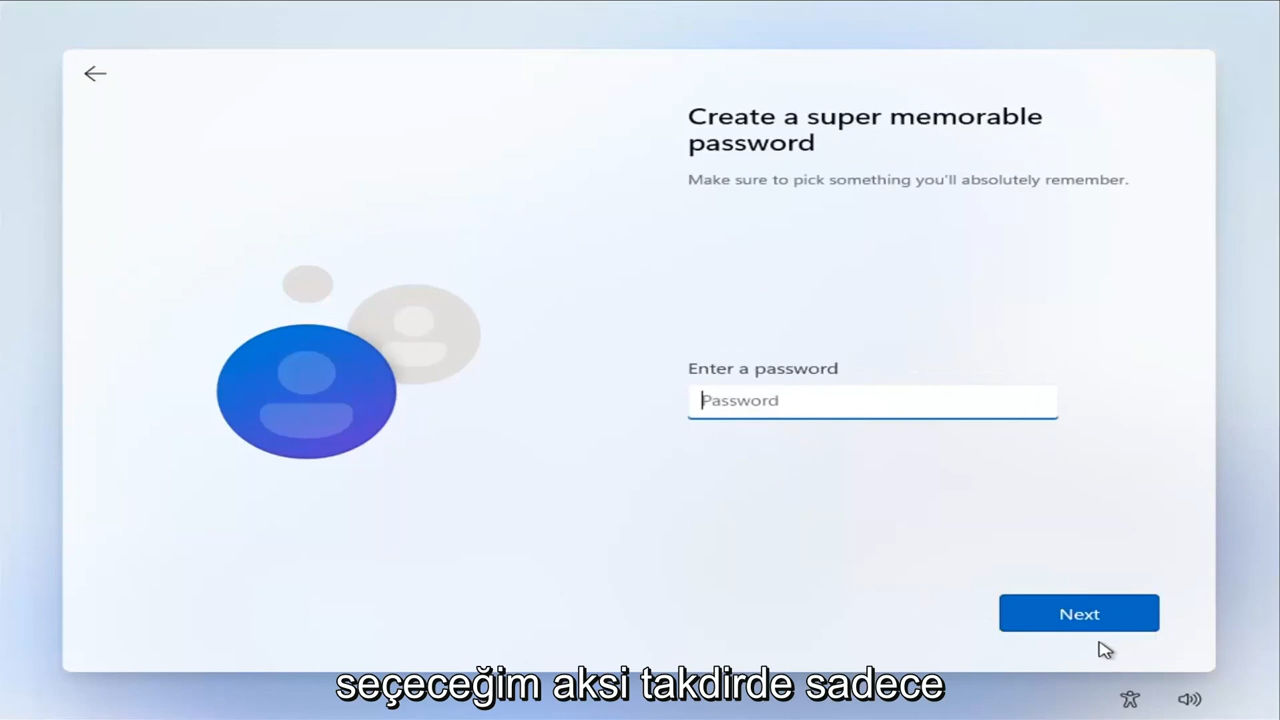 Create a super memorable
password
Make sure to pick something you'll absolutely remember.
Enter a password
Password
Next
seçeceğim aksi takdirde sadece